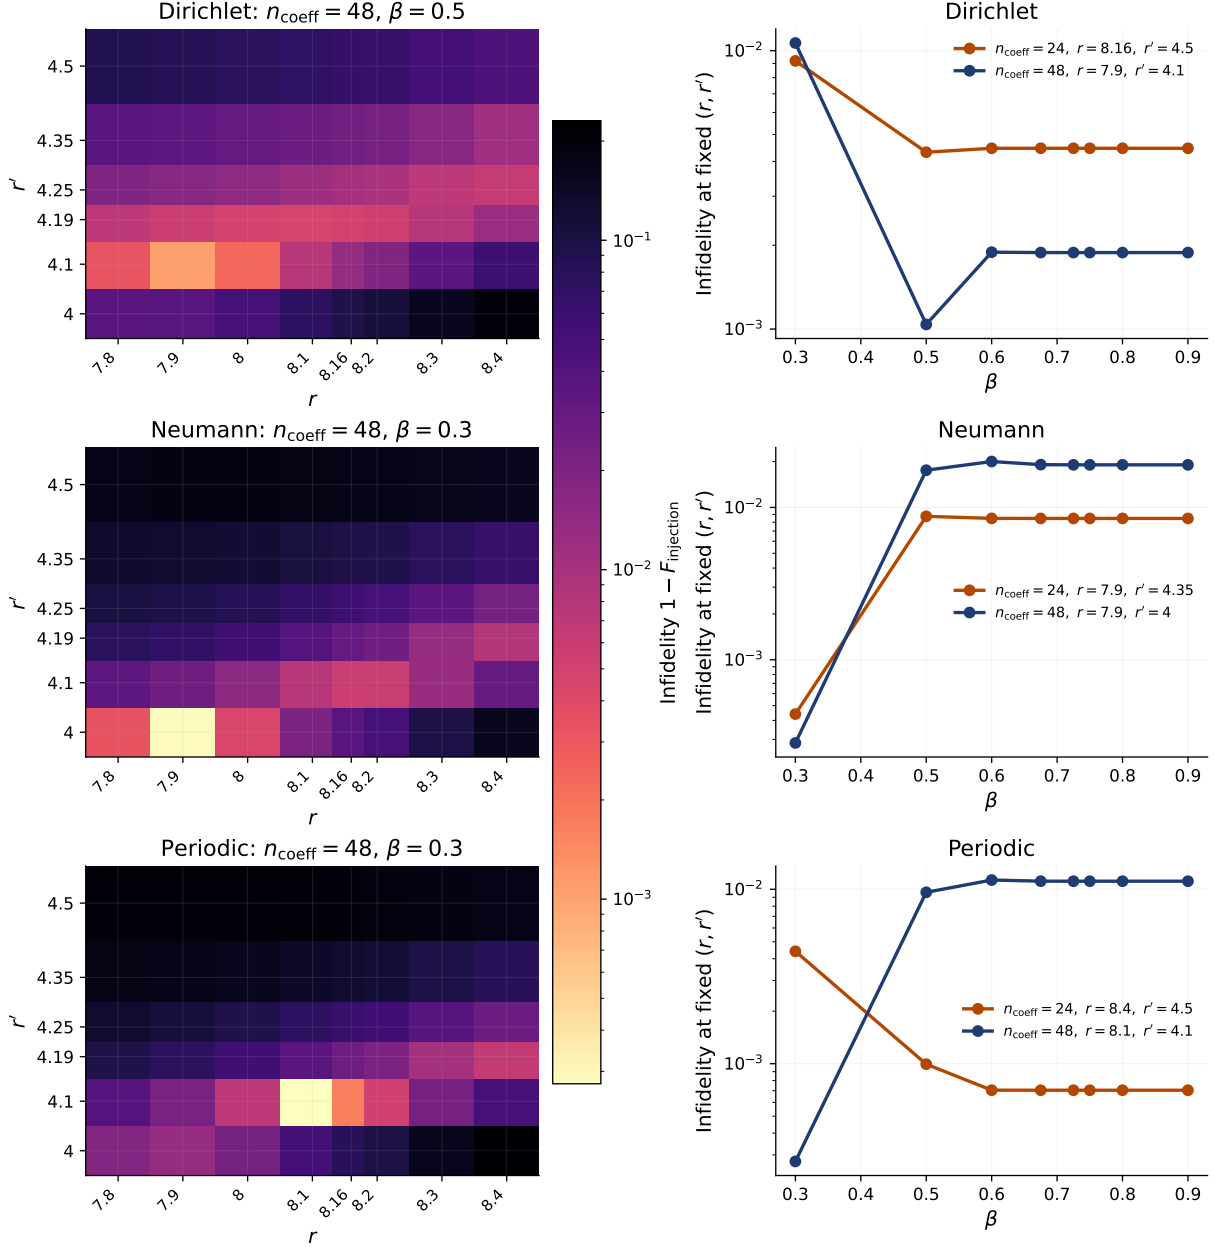 Dirichlet: n_coeff = 48, β = 0.5
r′
4.5
4.35
4.25
4.19
4.1
4
7.8
7.9
8
8.1
8.16
8.2
8.3
8.4
r
Neumann: n_coeff = 48, β = 0.3
r′
4.5
4.35
4.25
4.19
4.1
4
7.8
7.9
8
8.1
8.16
8.2
8.3
8.4
r
Periodic: n_coeff = 48, β = 0.3
r′
4.5
4.35
4.25
4.19
4.1
4
7.8
7.9
8
8.1
8.16
8.2
8.3
8.4
r
10⁻¹
10⁻²
10⁻³
Infidelity 1 − F_injection
Dirichlet
Infidelity at fixed (r, r′)
10⁻²
10⁻³
n_coeff = 24, r = 8.16, r′ = 4.5
n_coeff = 48, r = 7.9, r′ = 4.1
0.3
0.4
0.5
0.6
0.7
0.8
0.9
β
Neumann
Infidelity at fixed (r, r′)
10⁻²
10⁻³
n_coeff = 24, r = 7.9, r′ = 4.35
n_coeff = 48, r = 7.9, r′ = 4
0.3
0.4
0.5
0.6
0.7
0.8
0.9
β
Periodic
Infidelity at fixed (r, r′)
10⁻²
10⁻³
n_coeff = 24, r = 8.4, r′ = 4.5
n_coeff = 48, r = 8.1, r′ = 4.1
0.3
0.4
0.5
0.6
0.7
0.8
0.9
β